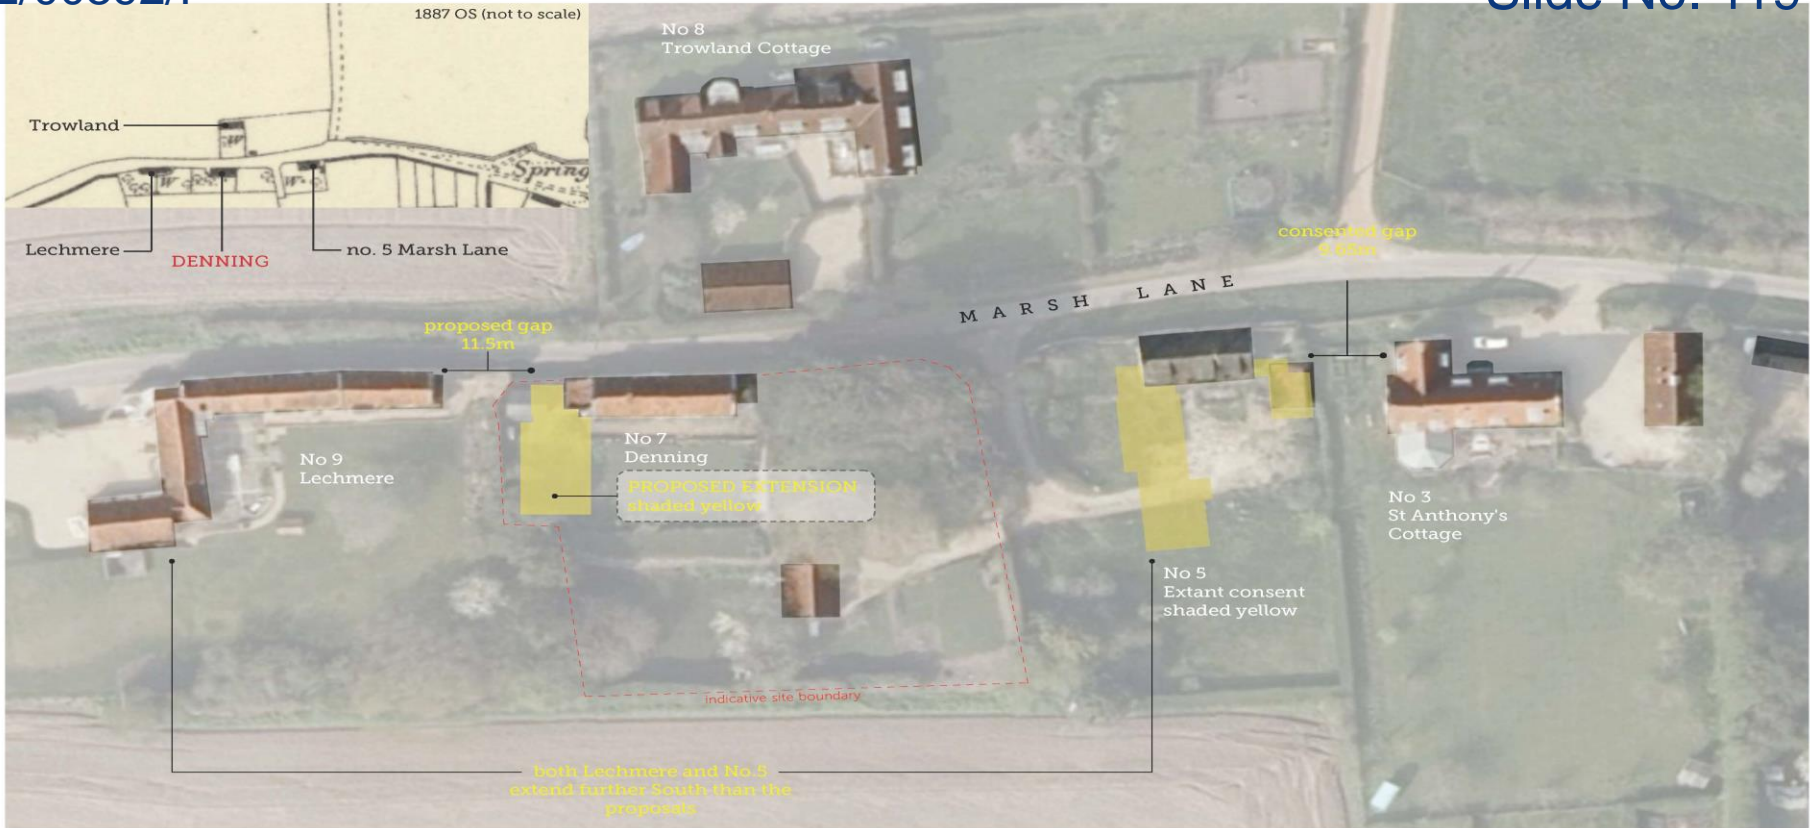 1887 OS (not to scale)
No 8
Trowland Cottage
Trowland
Spring
Lechmere
DENNING
no. 5 Marsh Lane
consented gap
MARSH LANE
proposed gap
11.5m
No 9
Lechmere
No 7
Denning
PROPOSED EXTENSION
shaded yellow
No 3
St Anthony's
Cottage
No 5
Extant consent
shaded yellow
indicative site boundary
both Lechmere and No.5
extend further South than the
proposals